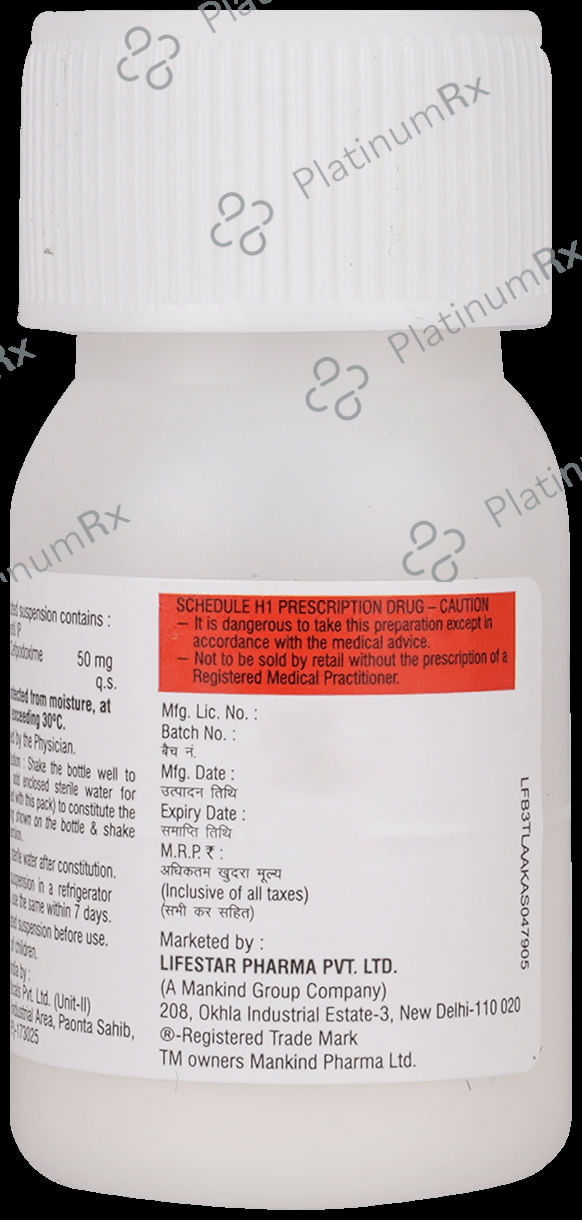 suspension contains :
50 mg
q.s.
from moisture, at
exceeding 30°C.
by the Physician.
Shake the bottle well to
enclosed sterile water for
with this pack) to constitute the
shown on the bottle & shake
water after constitution.
in a refrigerator
the same within 7 days.
suspension before use.
children.
by :
Pvt. Ltd. (Unit-II)
Industrial Area, Paonta Sahib,
-173025
SCHEDULE H1 PRESCRIPTION DRUG – CAUTION
– It is dangerous to take this preparation except in
accordance with the medical advice.
– Not to be sold by retail without the prescription of a
Registered Medical Practitioner.
Mfg. Lic. No. :
Batch No. :
बैच नं.
Mfg. Date :
उत्पादन तिथि
Expiry Date :
समाप्ति तिथि
M.R.P. ₹ :
अधिकतम खुदरा मूल्य
(Inclusive of all taxes)
(सभी कर सहित)
Marketed by :
LIFESTAR PHARMA PVT. LTD.
(A Mankind Group Company)
208, Okhla Industrial Estate-3, New Delhi-110 020
®-Registered Trade Mark
TM owners Mankind Pharma Ltd.
LFB3TLAAKAS047905
PlatinumRx
PlatinumRx